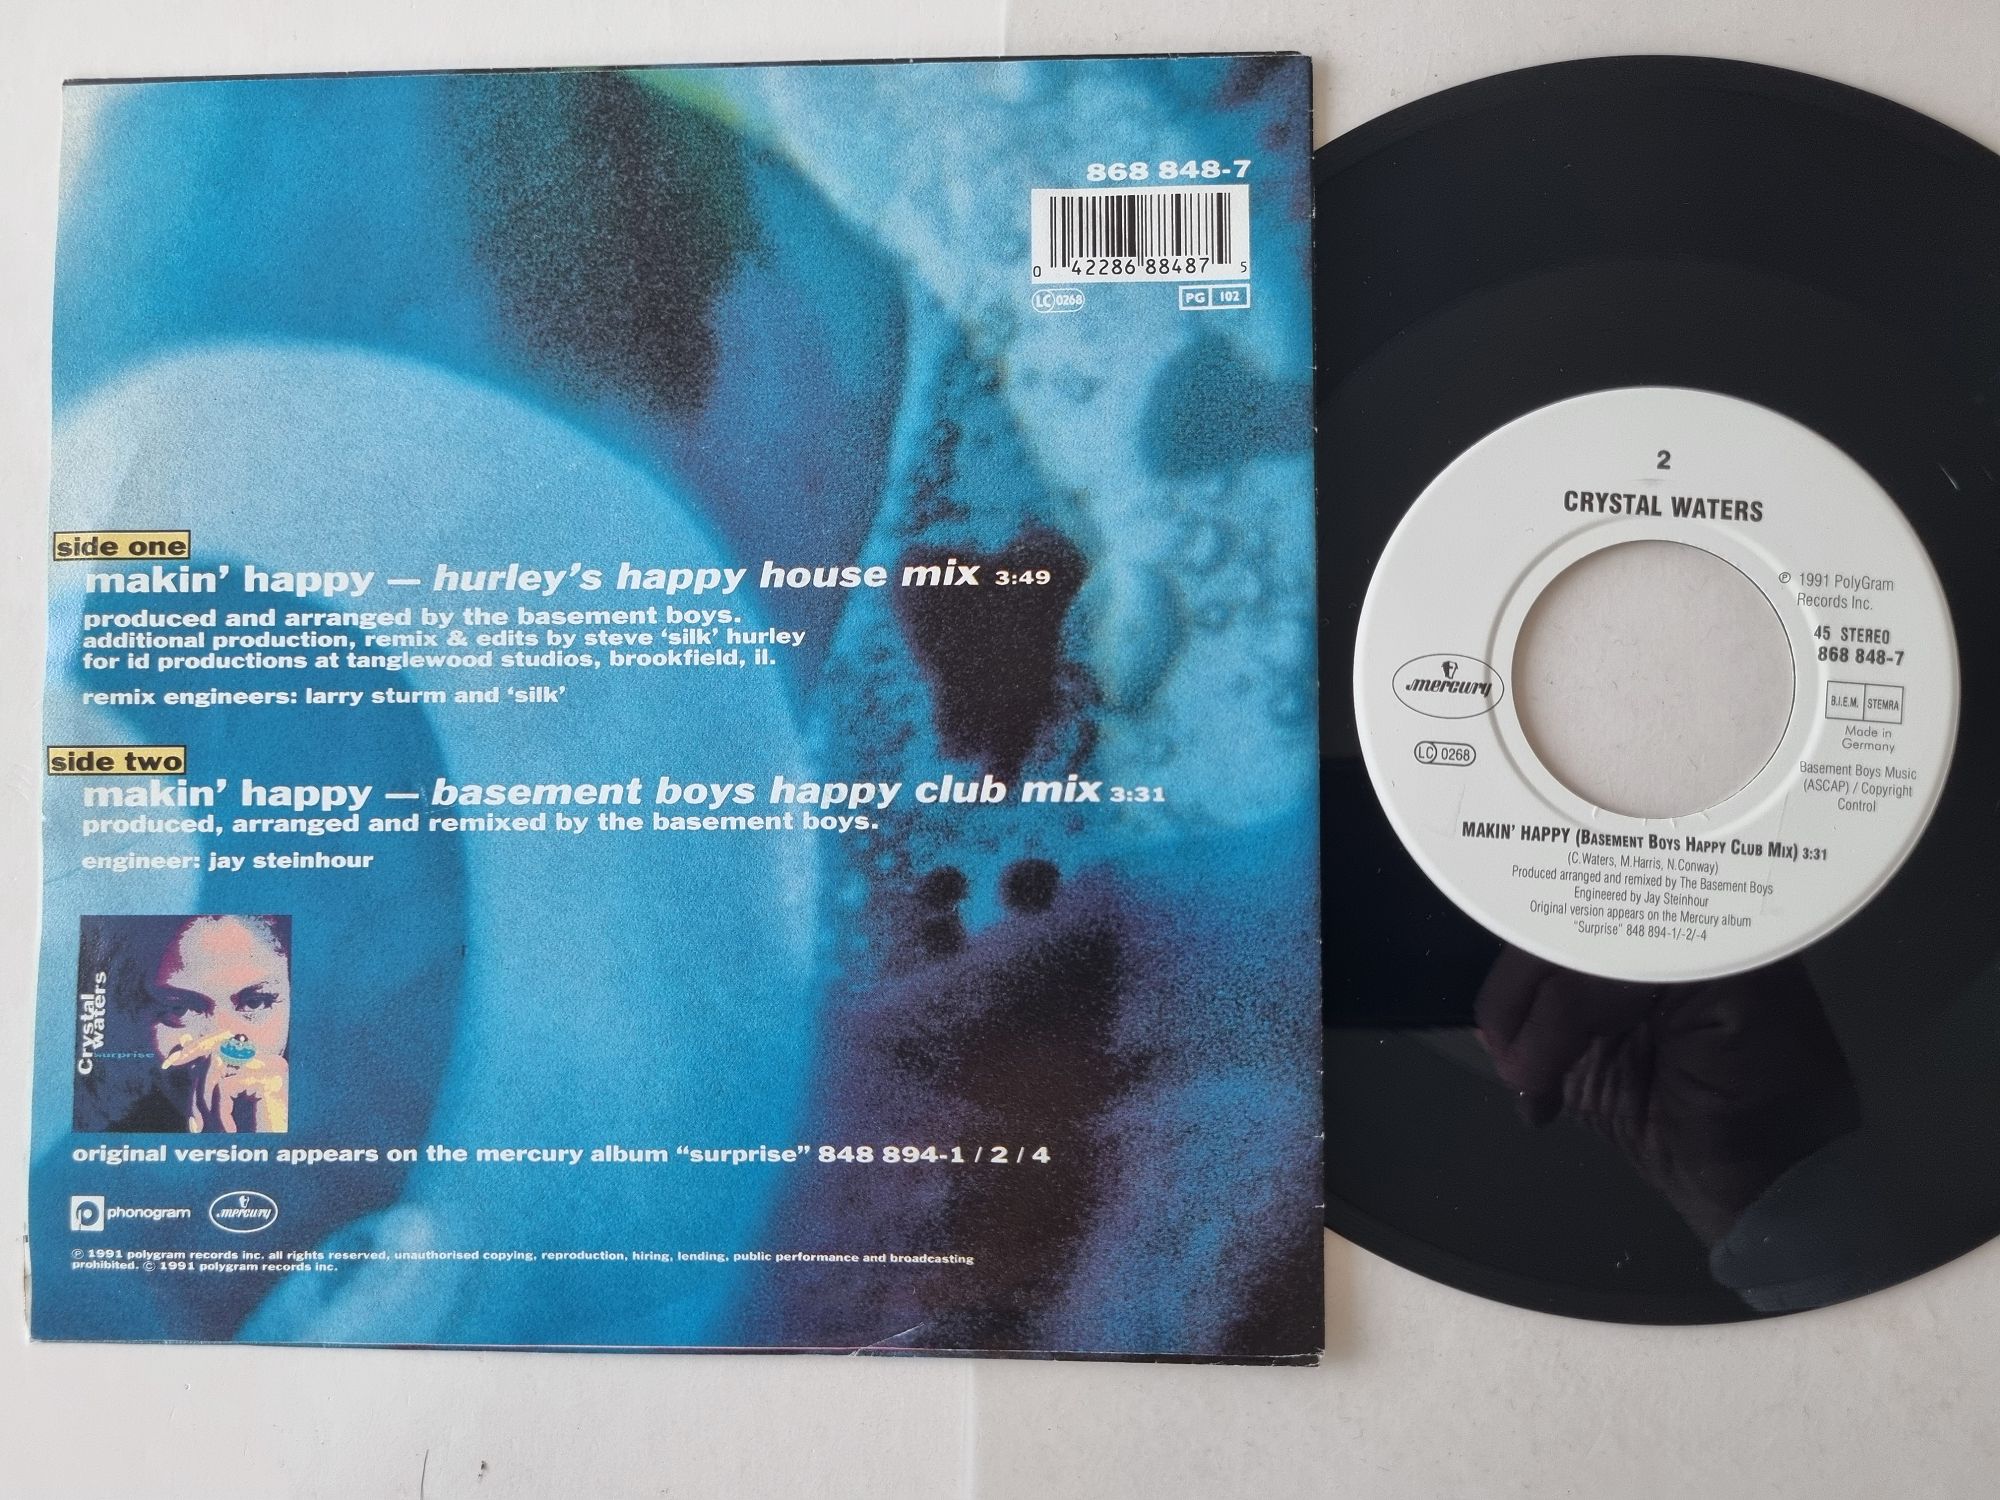 868 848-7
0 42286 88487 5
LC 0268
PG 102
side one
makin' happy — hurley's happy house mix 3:49
produced and arranged by the basement boys.
additional production, remix & edits by steve 'silk' hurley
for id productions at tanglewood studios, brookfield, il.
remix engineers: larry sturm and 'silk'
side two
makin' happy — basement boys happy club mix 3:31
produced, arranged and remixed by the basement boys.
engineer: jay steinhour
Crystal
waters
surprise
original version appears on the mercury album “surprise” 848 894-1 / 2 / 4
phonogram mercury
℗ 1991 polygram records inc. all rights reserved, unauthorised copying, reproduction, hiring, lending, public performance and broadcasting
prohibited. © 1991 polygram records inc.
2
CRYSTAL WATERS
℗ 1991 PolyGram
Records Inc.
45 STEREO
868 848-7
mercury
B.I.E.M. STEMRA
LC 0268
Made in
Germany
Basement Boys Music
(ASCAP) / Copyright
Control
MAKIN' HAPPY (BASEMENT BOYS HAPPY CLUB MIX) 3:31
(C.Waters, M.Harris, N.Conway)
Produced arranged and remixed by The Basement Boys
Engineered by Jay Steinhour
Original version appears on the Mercury album
"Surprise" 848 894-1/-2/-4